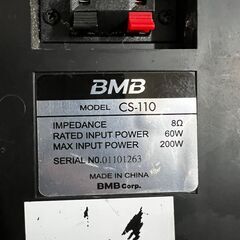 BMB
MODEL CS-110
IMPEDANCE 8Ω
RATED INPUT POWER 60W
MAX INPUT POWER 200W
SERIAL NO.01101263
MADE IN CHINA
BMB Corp.